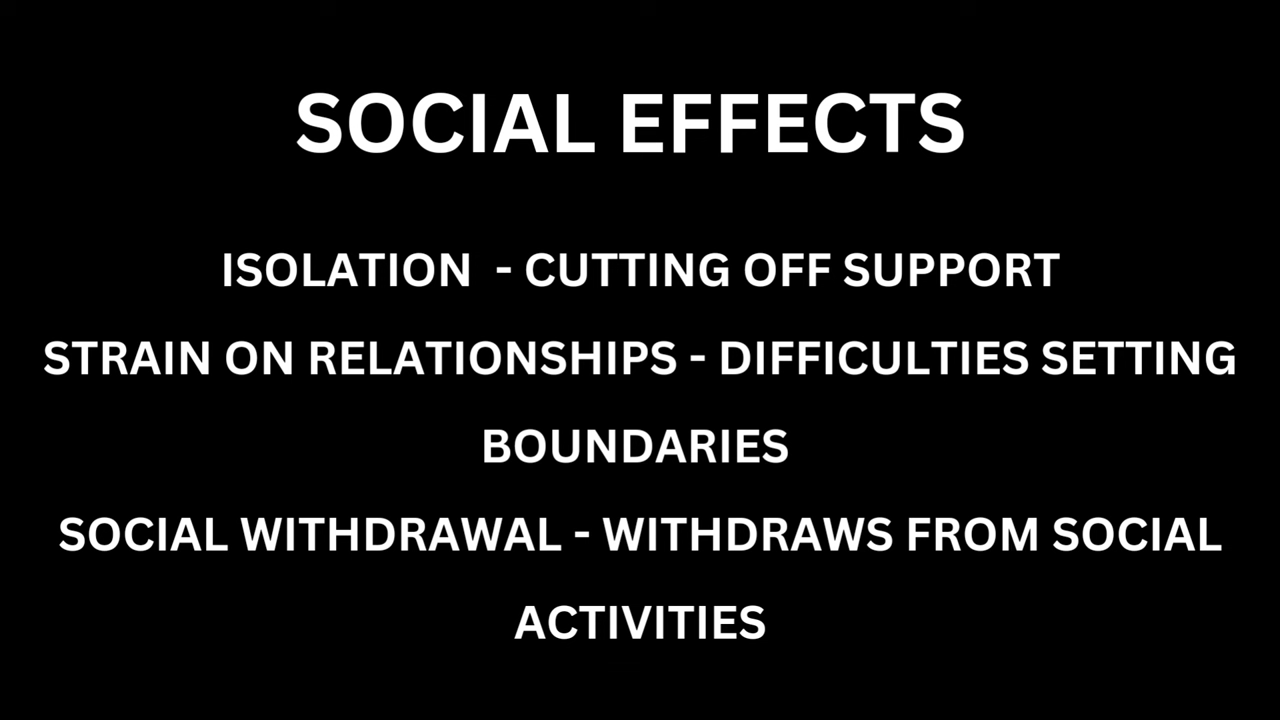 SOCIAL EFFECTS
ISOLATION - CUTTING OFF SUPPORT
STRAIN ON RELATIONSHIPS - DIFFICULTIES SETTING
BOUNDARIES
SOCIAL WITHDRAWAL - WITHDRAWS FROM SOCIAL
ACTIVITIES